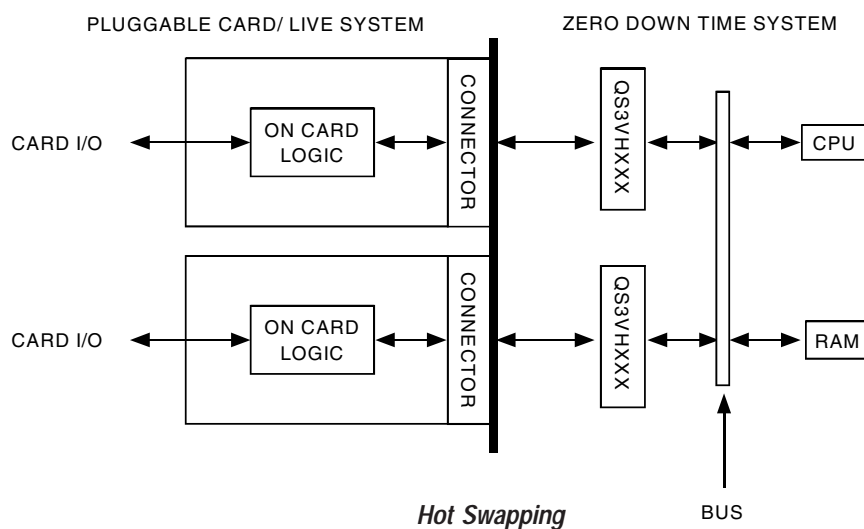 PLUGGABLE CARD/ LIVE SYSTEM
ZERO DOWN TIME SYSTEM
CARD I/O
ON CARD
LOGIC
CONNECTOR
QS3VHXXX
CPU
CARD I/O
ON CARD
LOGIC
CONNECTOR
QS3VHXXX
RAM
Hot Swapping
BUS